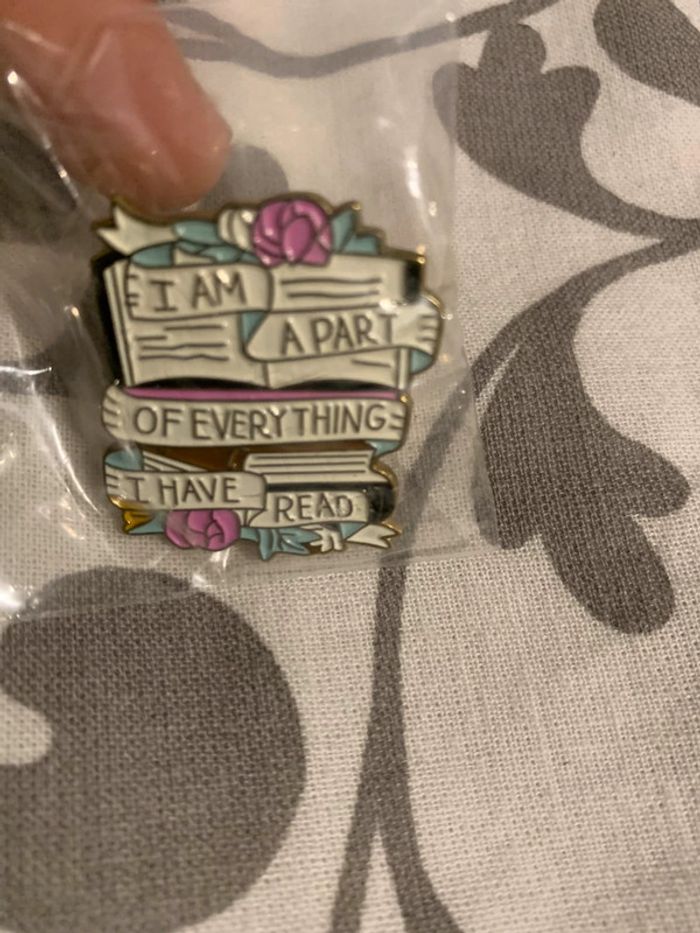 I AM
A PART
OF EVERYTHING
I HAVE
READ